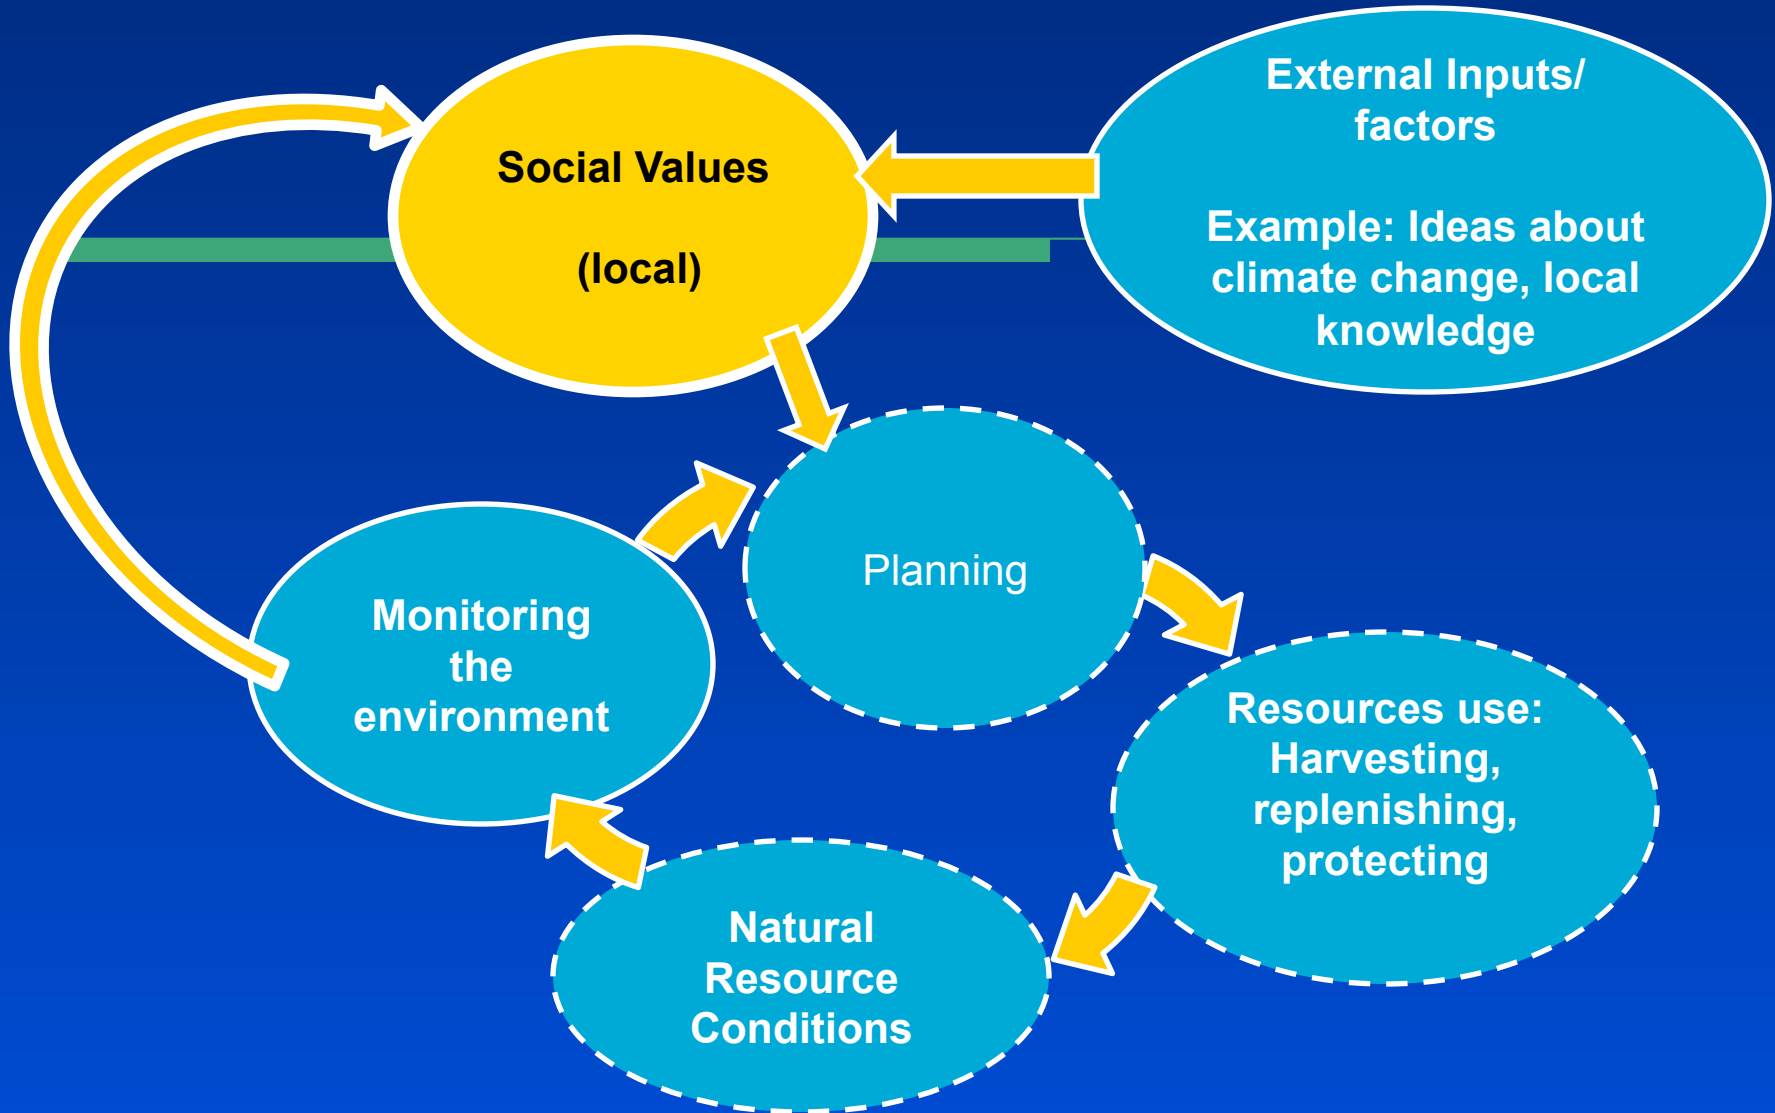 Social Values
(local)
External Inputs/
factors
Example: Ideas about
climate change, local
knowledge
Planning
Monitoring
the
environment
Resources use:
Harvesting,
replenishing,
protecting
Natural
Resource
Conditions